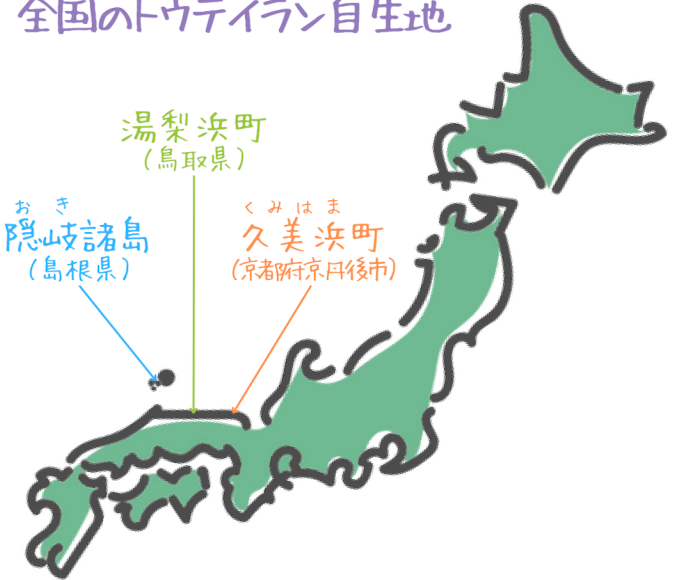 全国のトウテイラン自生地
湯梨浜町
(鳥取県)
おき
隠岐諸島
(島根県)
くみはま
久美浜町
(京都府京丹後市)